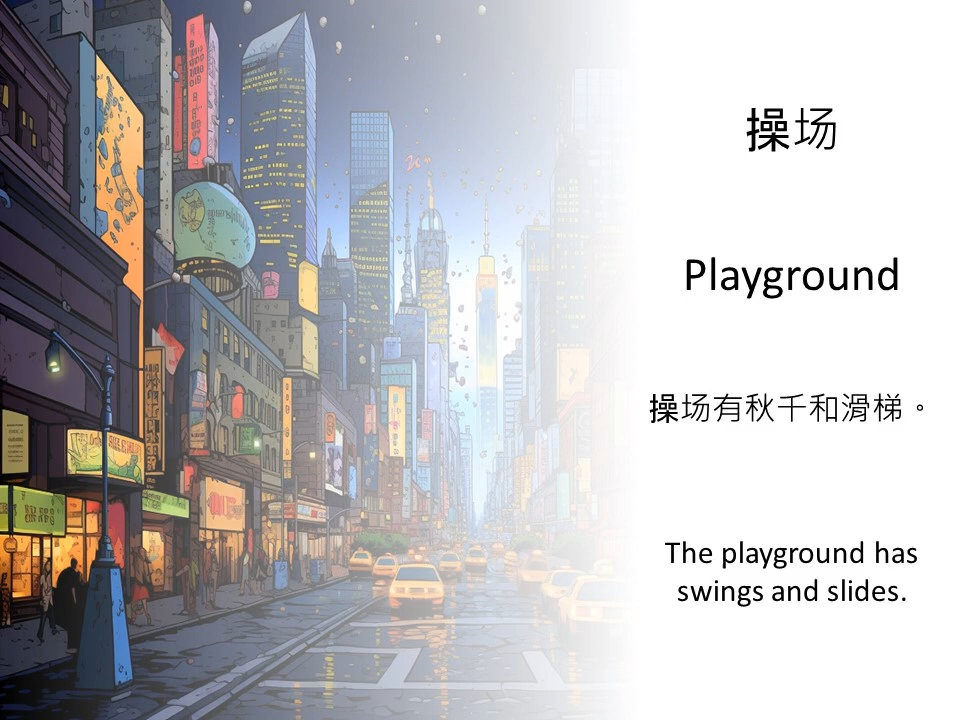 操场
Playground
操场有秋千和滑梯。
The playground has
swings and slides.